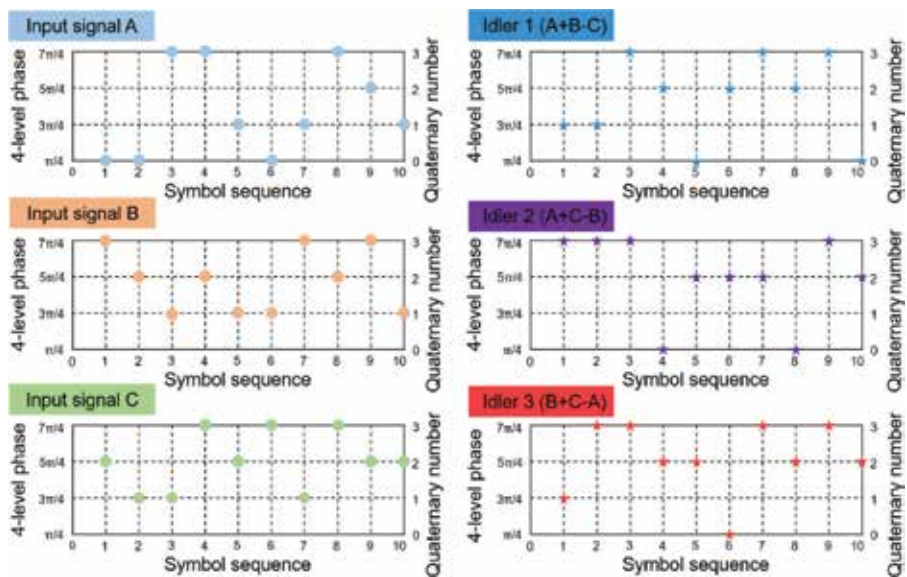 Input signal A
4-level phase
7π/4
5π/4
3π/4
π/4
3
2
1
0
Quaternary number
0 1 2 3 4 5 6 7 8 9 10
Symbol sequence
Idler 1 (A+B-C)
4-level phase
7π/4
5π/4
3π/4
π/4
3
2
1
0
Quaternary number
0 1 2 3 4 5 6 7 8 9 10
Symbol sequence
Input signal B
4-level phase
7π/4
5π/4
3π/4
π/4
3
2
1
0
Quaternary number
0 1 2 3 4 5 6 7 8 9 10
Symbol sequence
Idler 2 (A+C-B)
4-level phase
7π/4
5π/4
3π/4
π/4
3
2
1
0
Quaternary number
0 1 2 3 4 5 6 7 8 9 10
Symbol sequence
Input signal C
4-level phase
7π/4
5π/4
3π/4
π/4
3
2
1
0
Quaternary number
0 1 2 3 4 5 6 7 8 9 10
Symbol sequence
Idler 3 (B+C-A)
4-level phase
7π/4
5π/4
3π/4
π/4
3
2
1
0
Quaternary number
0 1 2 3 4 5 6 7 8 9 10
Symbol sequence